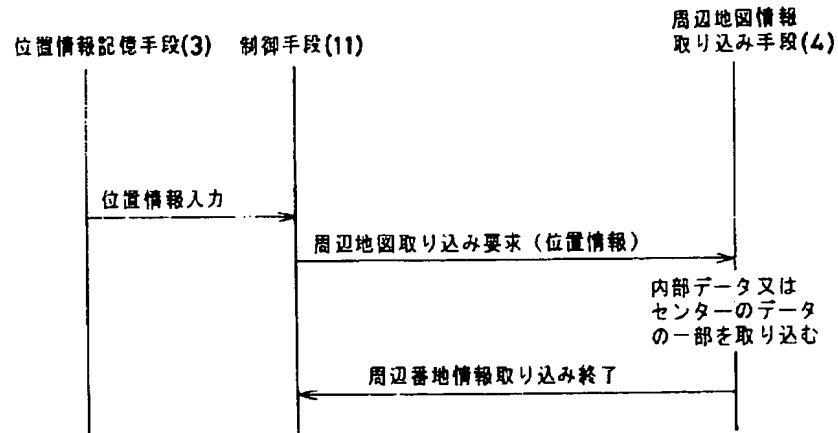 位置情報記憶手段(3)
制御手段(11)
周辺地図情報
取り込み手段(4)
位置情報入力
周辺地図取り込み要求(位置情報)
内部データ又は
センターのデータ
の一部を取り込む
周辺番地情報取り込み終了